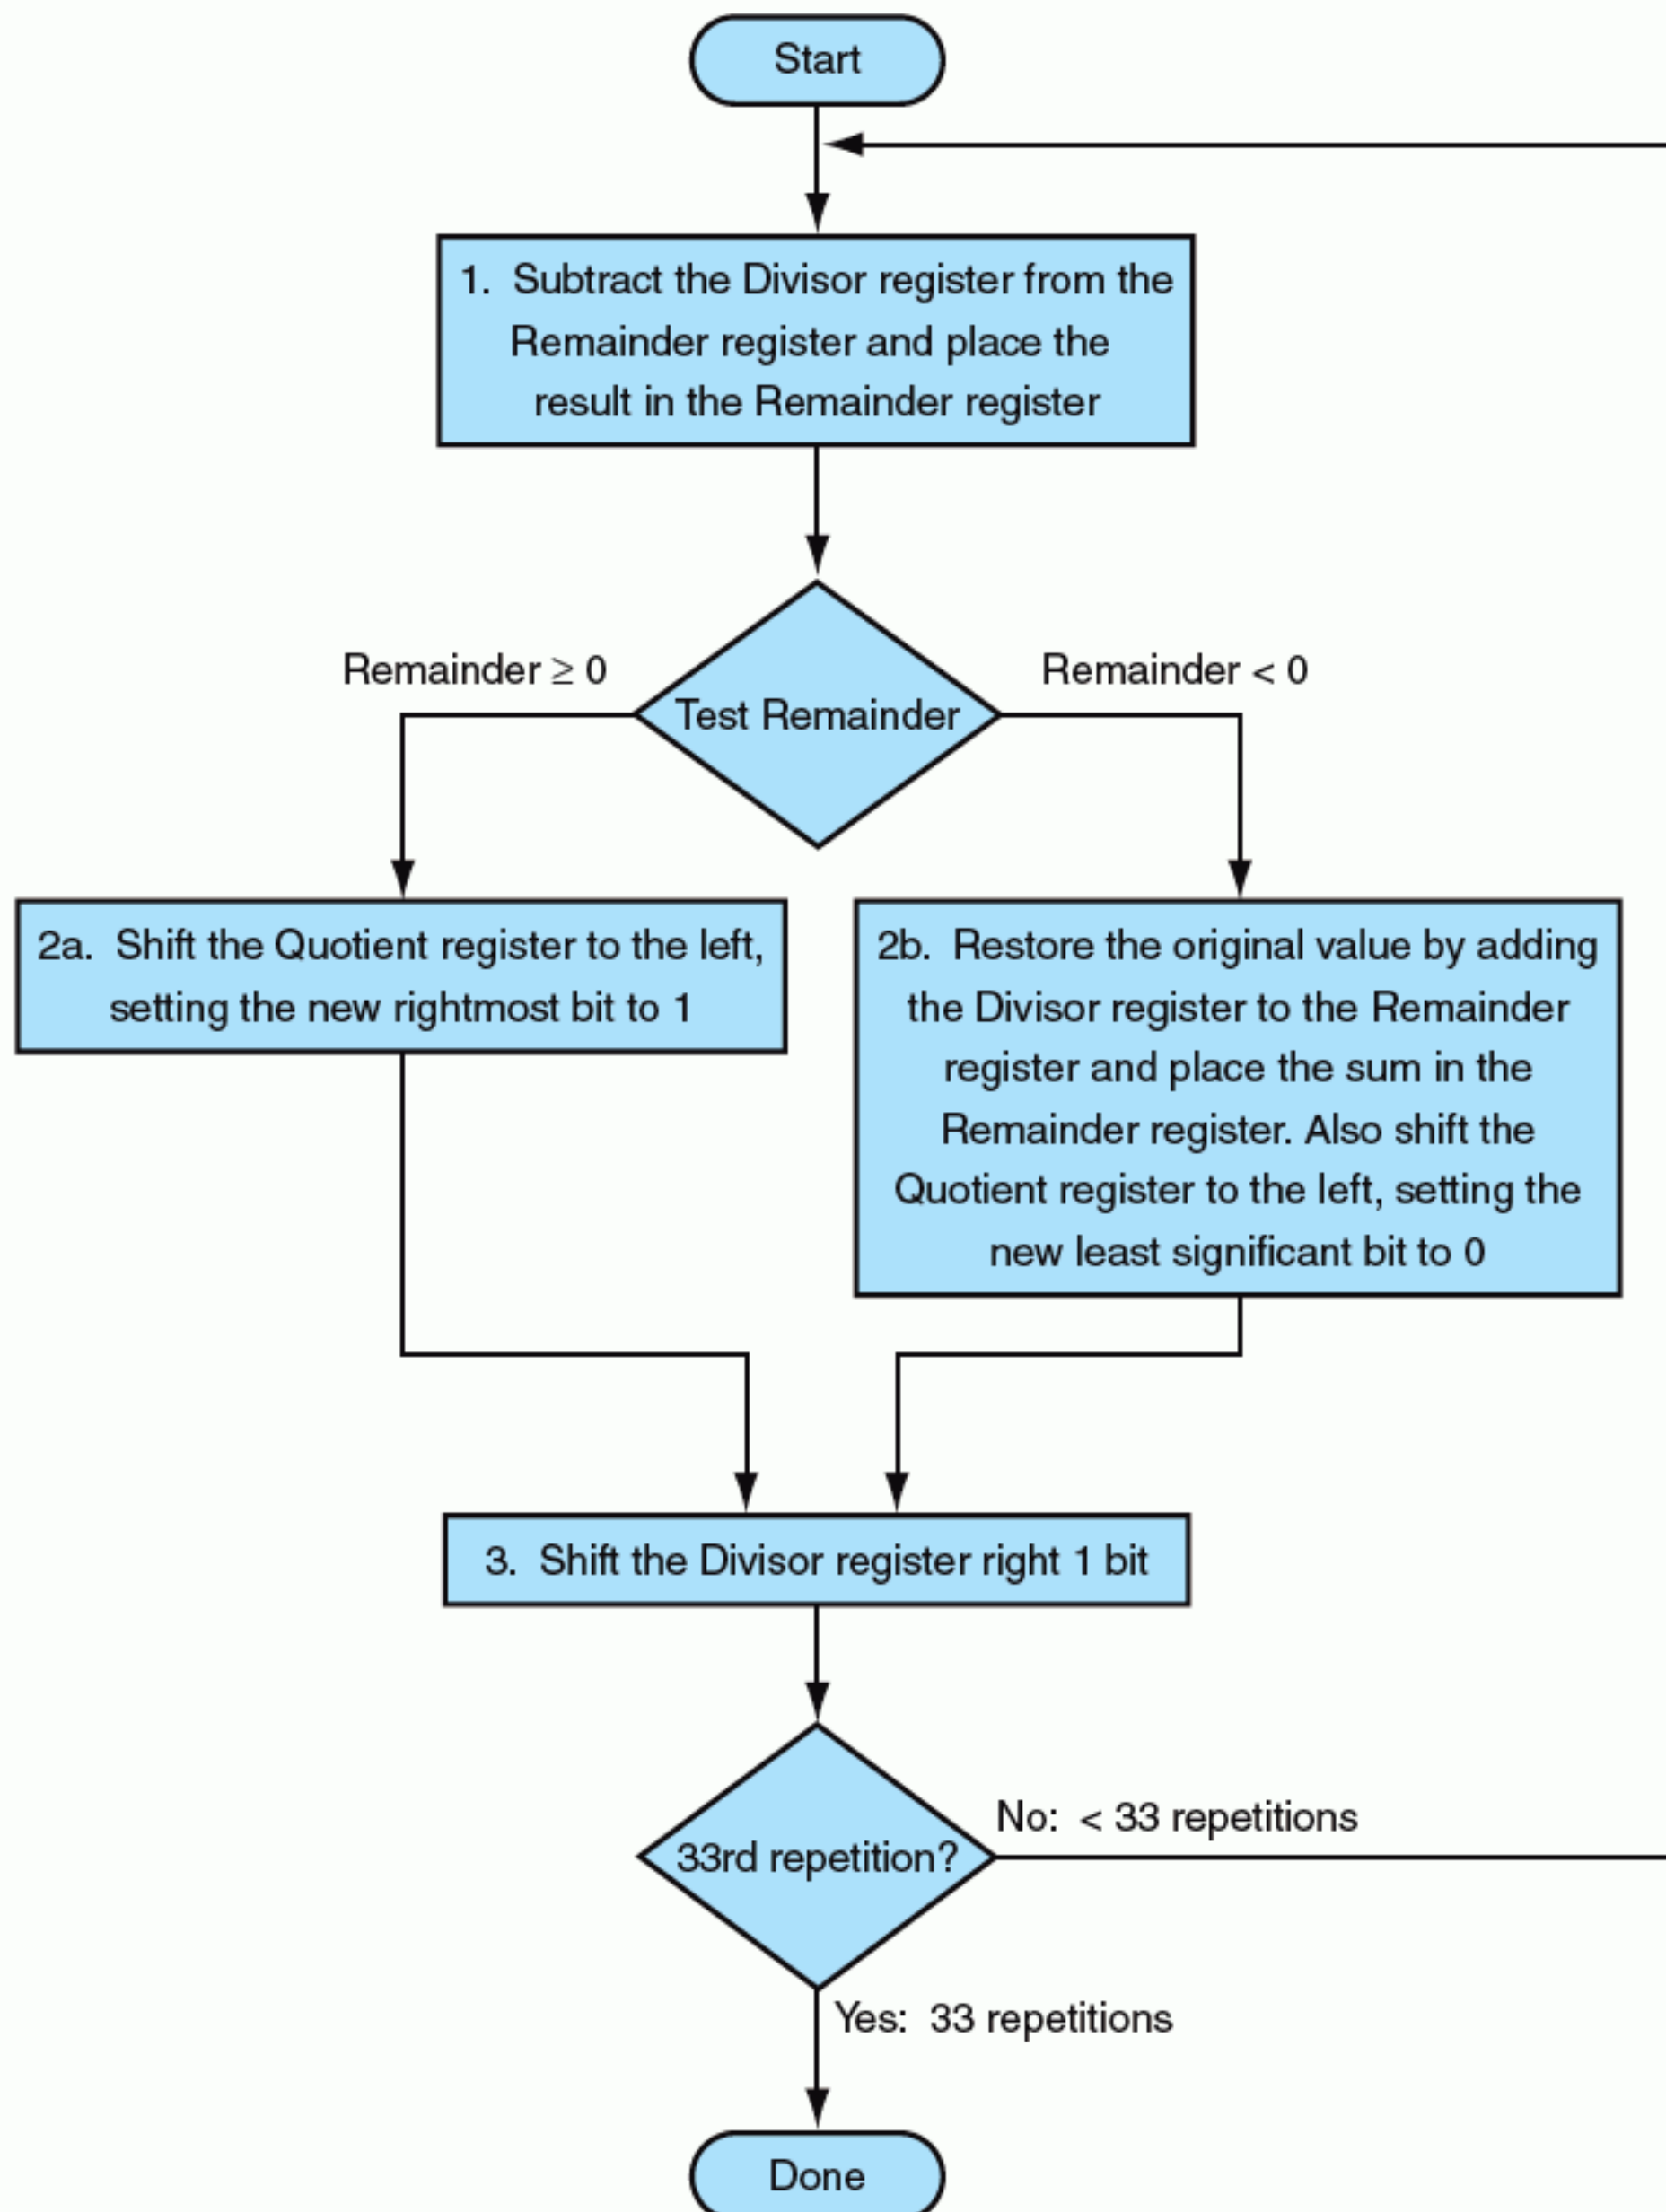 Start
1. Subtract the Divisor register from the
Remainder register and place the
result in the Remainder register
Remainder ≥ 0
Remainder < 0
Test Remainder
2a. Shift the Quotient register to the left,
setting the new rightmost bit to 1
2b. Restore the original value by adding
the Divisor register to the Remainder
register and place the sum in the
Remainder register. Also shift the
Quotient register to the left, setting the
new least significant bit to 0
3. Shift the Divisor register right 1 bit
No: < 33 repetitions
33rd repetition?
Yes: 33 repetitions
Done